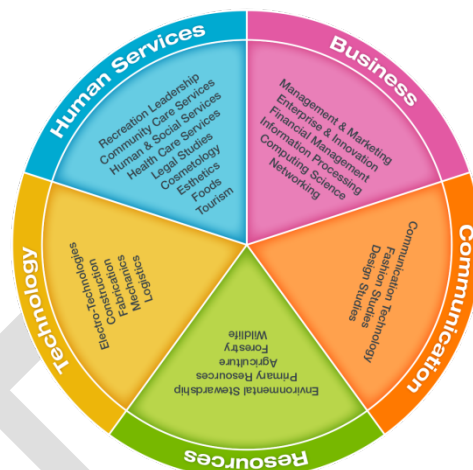 Human Services
Recreation Leadership
Community Care Services
Human & Social Services
Health Care Services
Legal Studies
Cosmetology
Esthetics
Foods
Tourism
Business
Management & Marketing
Enterprise & Innovation
Financial Management
Information Processing
Computing Science
Networking
Communication
Communication Technology
Fashion Studies
Design Studies
Resources
Environmental Stewardship
Primary Resources
Agriculture
Forestry
Wildlife
Technology
Electro-Technologies
Construction
Fabrication
Mechanics
Logistics